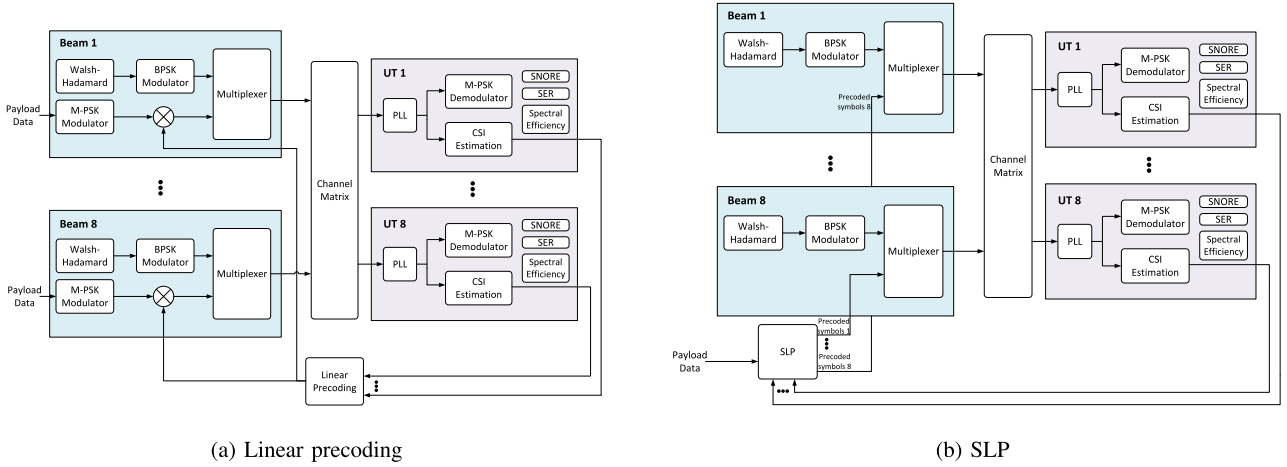 Beam 1
Walsh-
Hadamard
BPSK
Modulator
Multiplexer
Payload
Data
M-PSK
Modulator
Beam 8
Walsh-
Hadamard
BPSK
Modulator
Multiplexer
Payload
Data
M-PSK
Modulator
Channel
Matrix
UT 1
PLL
M-PSK
Demodulator
CSI
Estimation
SNORE
SER
Spectral
Efficiency
UT 8
PLL
M-PSK
Demodulator
CSI
Estimation
SNORE
SER
Spectral
Efficiency
Linear
Precoding
(a) Linear precoding
Beam 1
Walsh-
Hadamard
BPSK
Modulator
Multiplexer
Precoded
symbols 8
Beam 8
Walsh-
Hadamard
BPSK
Modulator
Multiplexer
Precoded
symbols 1
Precoded
symbols 8
Payload
Data
SLP
Channel
Matrix
UT 1
PLL
M-PSK
Demodulator
CSI
Estimation
SNORE
SER
Spectral
Efficiency
UT 8
PLL
M-PSK
Demodulator
CSI
Estimation
SNORE
SER
Spectral
Efficiency
(b) SLP